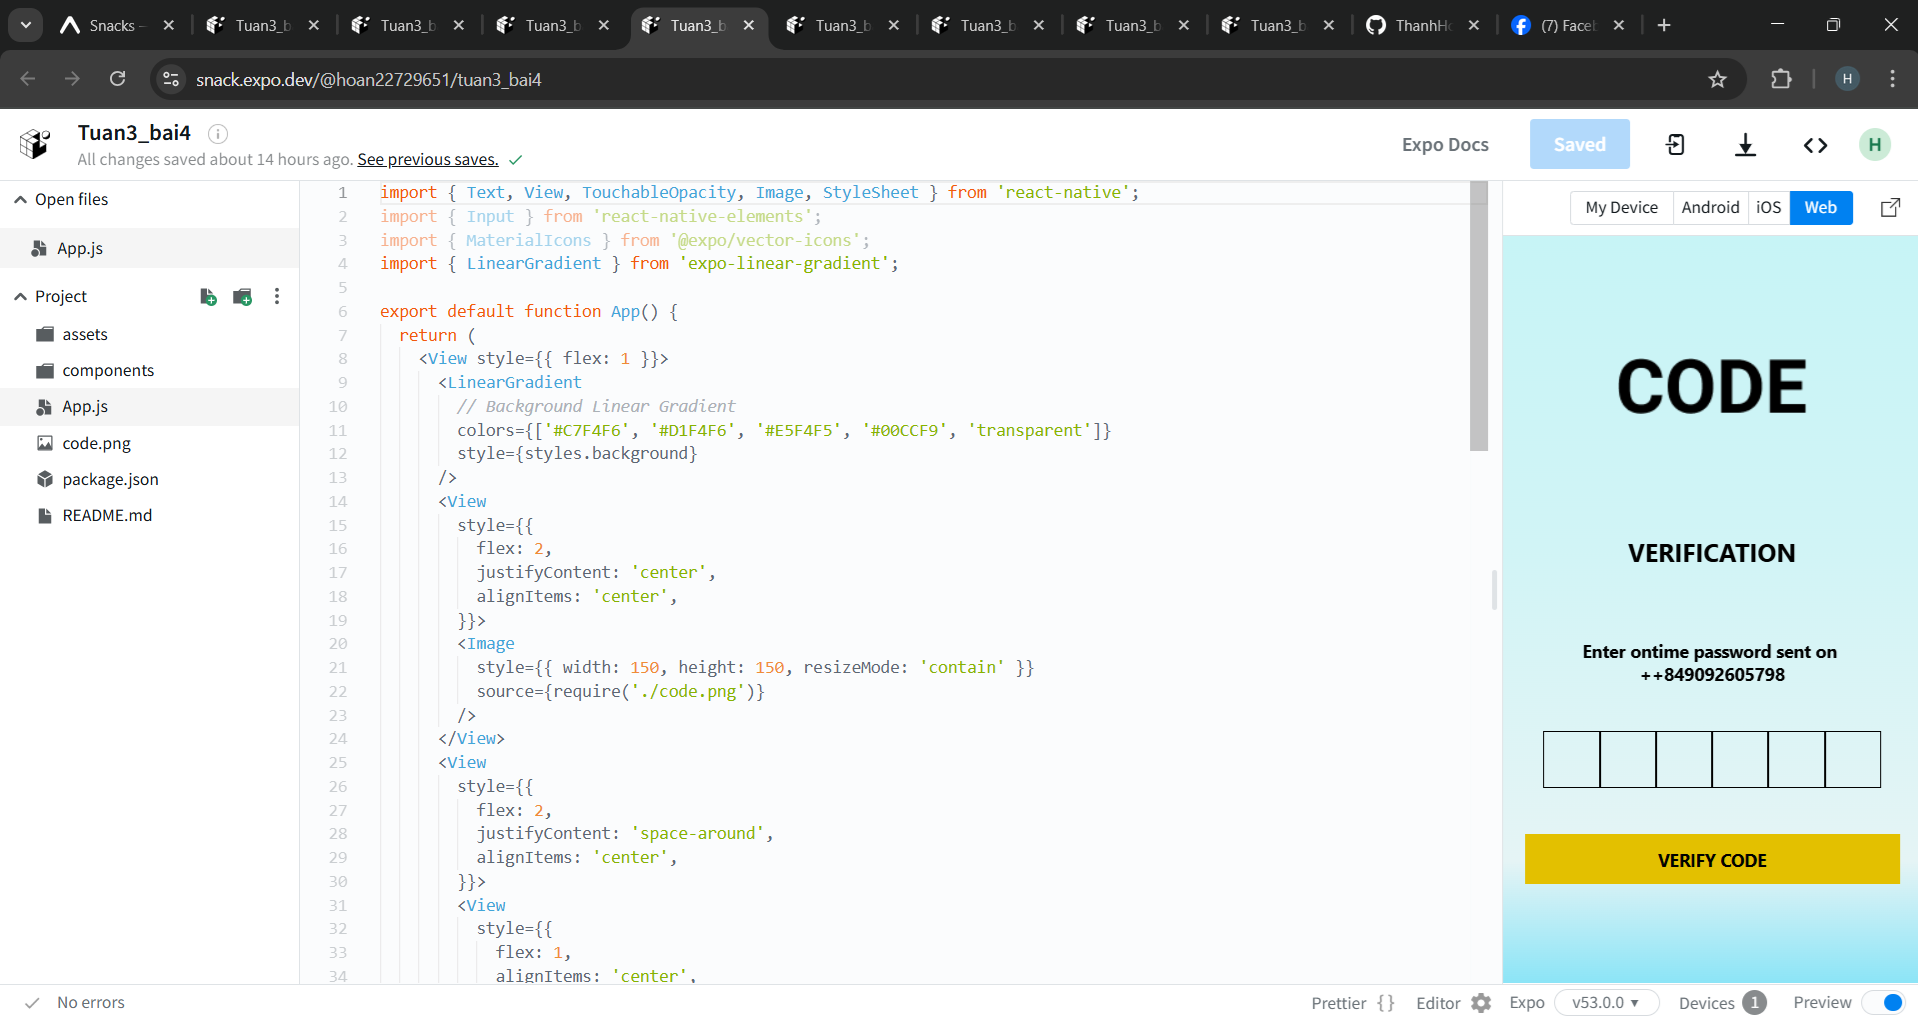 Snacks –
Tuan3_b
Tuan3_b
Tuan3_b
Tuan3_b
Tuan3_b
Tuan3_b
Tuan3_b
Tuan3_b
ThanhHo
(7) Faceb
snack.expo.dev/@hoan22729651/tuan3_bai4
H
Tuan3_bai4
All changes saved about 14 hours ago. See previous saves.
Expo Docs
Saved
H
Open files
App.js
Project
assets
components
App.js
code.png
package.json
README.md
1 import { Text, View, TouchableOpacity, Image, StyleSheet } from 'react-native';
2 import { Input } from 'react-native-elements';
3 import { MaterialIcons } from '@expo/vector-icons';
4 import { LinearGradient } from 'expo-linear-gradient';
5
6 export default function App() {
7 return (
8 <View style={{ flex: 1 }}>
9 <LinearGradient
10 // Background Linear Gradient
11 colors={['#C7F4F6', '#D1F4F6', '#E5F4F5', '#00CCF9', 'transparent']}
12 style={styles.background}
13 />
14 <View
15 style={{
16 flex: 2,
17 justifyContent: 'center',
18 alignItems: 'center',
19 }}>
20 <Image
21 style={{ width: 150, height: 150, resizeMode: 'contain' }}
22 source={require('./code.png')}
23 />
24 </View>
25 <View
26 style={{
27 flex: 2,
28 justifyContent: 'space-around',
29 alignItems: 'center',
30 }}>
31 <View
32 style={{
33 flex: 1,
34 alignItems: 'center',
My Device
Android
iOS
Web
CODE
VERIFICATION
Enter ontime password sent on
++849092605798
VERIFY CODE
No errors
Prettier { }
Editor
Expo
v53.0.0
Devices 1
Preview